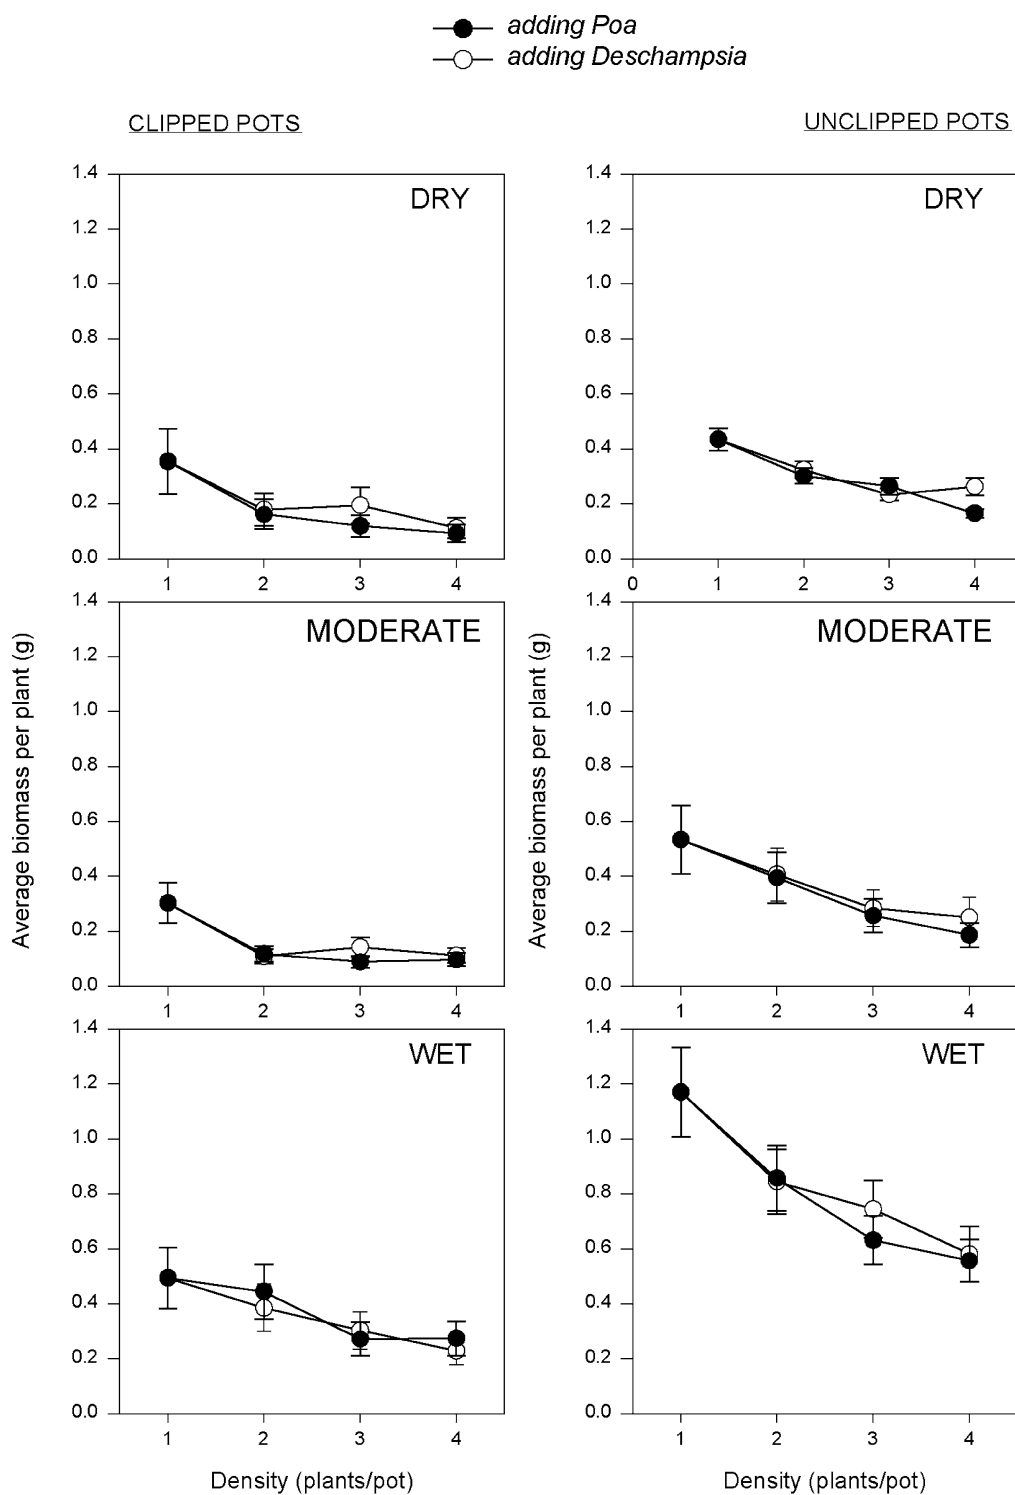 adding Poa
adding Deschampsia
CLIPPED POTS
UNCLIPPED POTS
DRY
1.4
1.2
1.0
0.8
0.6
0.4
0.2
0.0
1 2 3 4
DRY
1.4
1.2
1.0
0.8
0.6
0.4
0.2
0.0
0 1 2 3 4
Average biomass per plant (g)
MODERATE
1.4
1.2
1.0
0.8
0.6
0.4
0.2
0.0
1 2 3 4
Average biomass per plant (g)
MODERATE
1.4
1.2
1.0
0.8
0.6
0.4
0.2
0.0
1 2 3 4
WET
1.4
1.2
1.0
0.8
0.6
0.4
0.2
0.0
1 2 3 4
Density (plants/pot)
WET
1.4
1.2
1.0
0.8
0.6
0.4
0.2
0.0
1 2 3 4
Density (plants/pot)